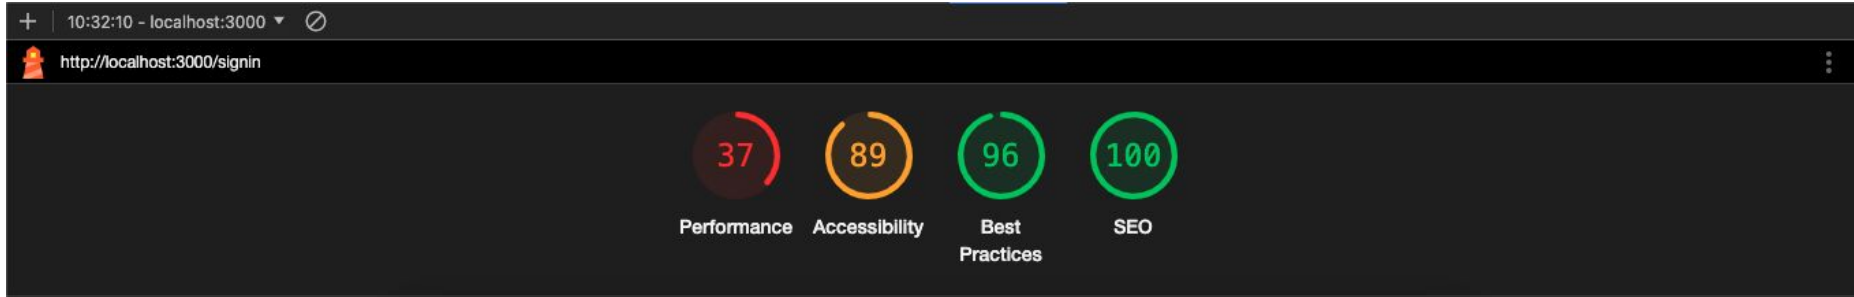 10:32:10 - localhost:3000
http://localhost:3000/signin
37 89 96 100
Performance Accessibility Best Practices SEO